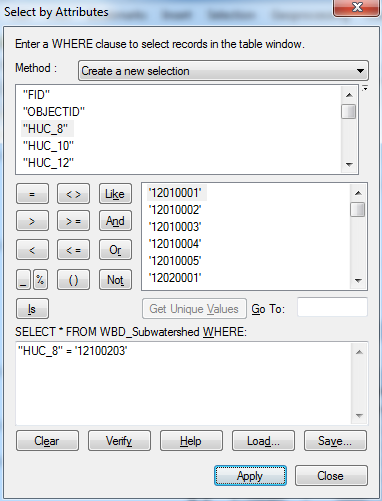 Select by Attributes
Enter a WHERE clause to select records in the table window.
Method : Create a new selection
"FID"
"OBJECTID"
"HUC_8"
"HUC_10"
"HUC_12"
= < > Like
> > = And
< < = Or
_ % ( ) Not
Is
'12010001'
'12010002'
'12010003'
'12010004'
'12010005'
'12020001'
Get Unique Values Go To:
SELECT * FROM WBD_Subwatershed WHERE:
"HUC_8" = '12100203'
Clear Verify Help Load... Save...
Apply Close